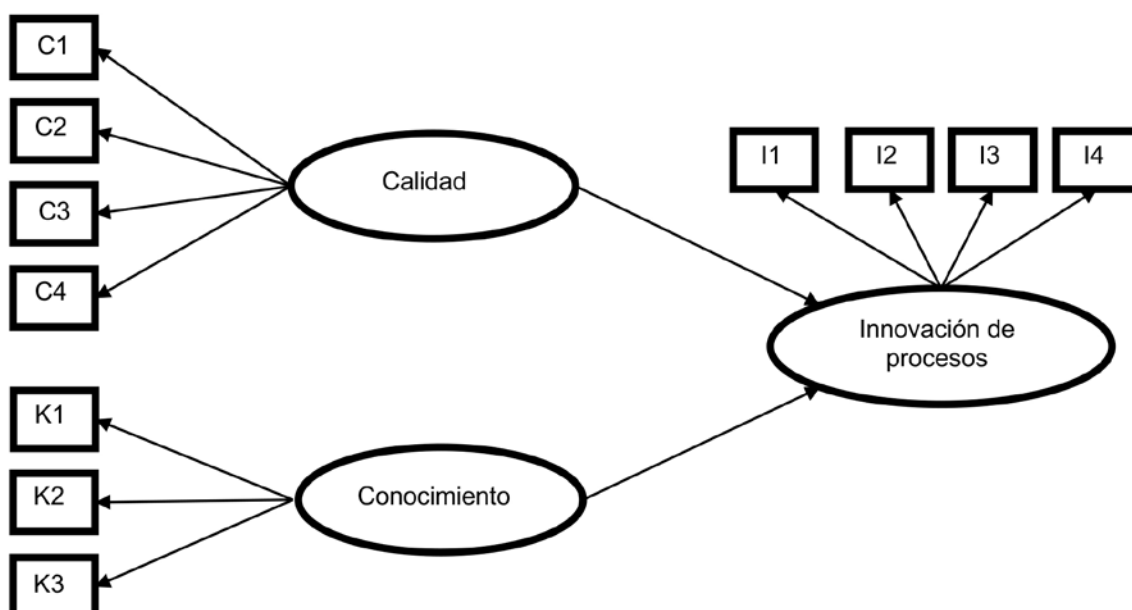 C1
C2
C3
C4
Calidad
I1
I2
I3
I4
Innovación de
procesos
K1
K2
K3
Conocimiento